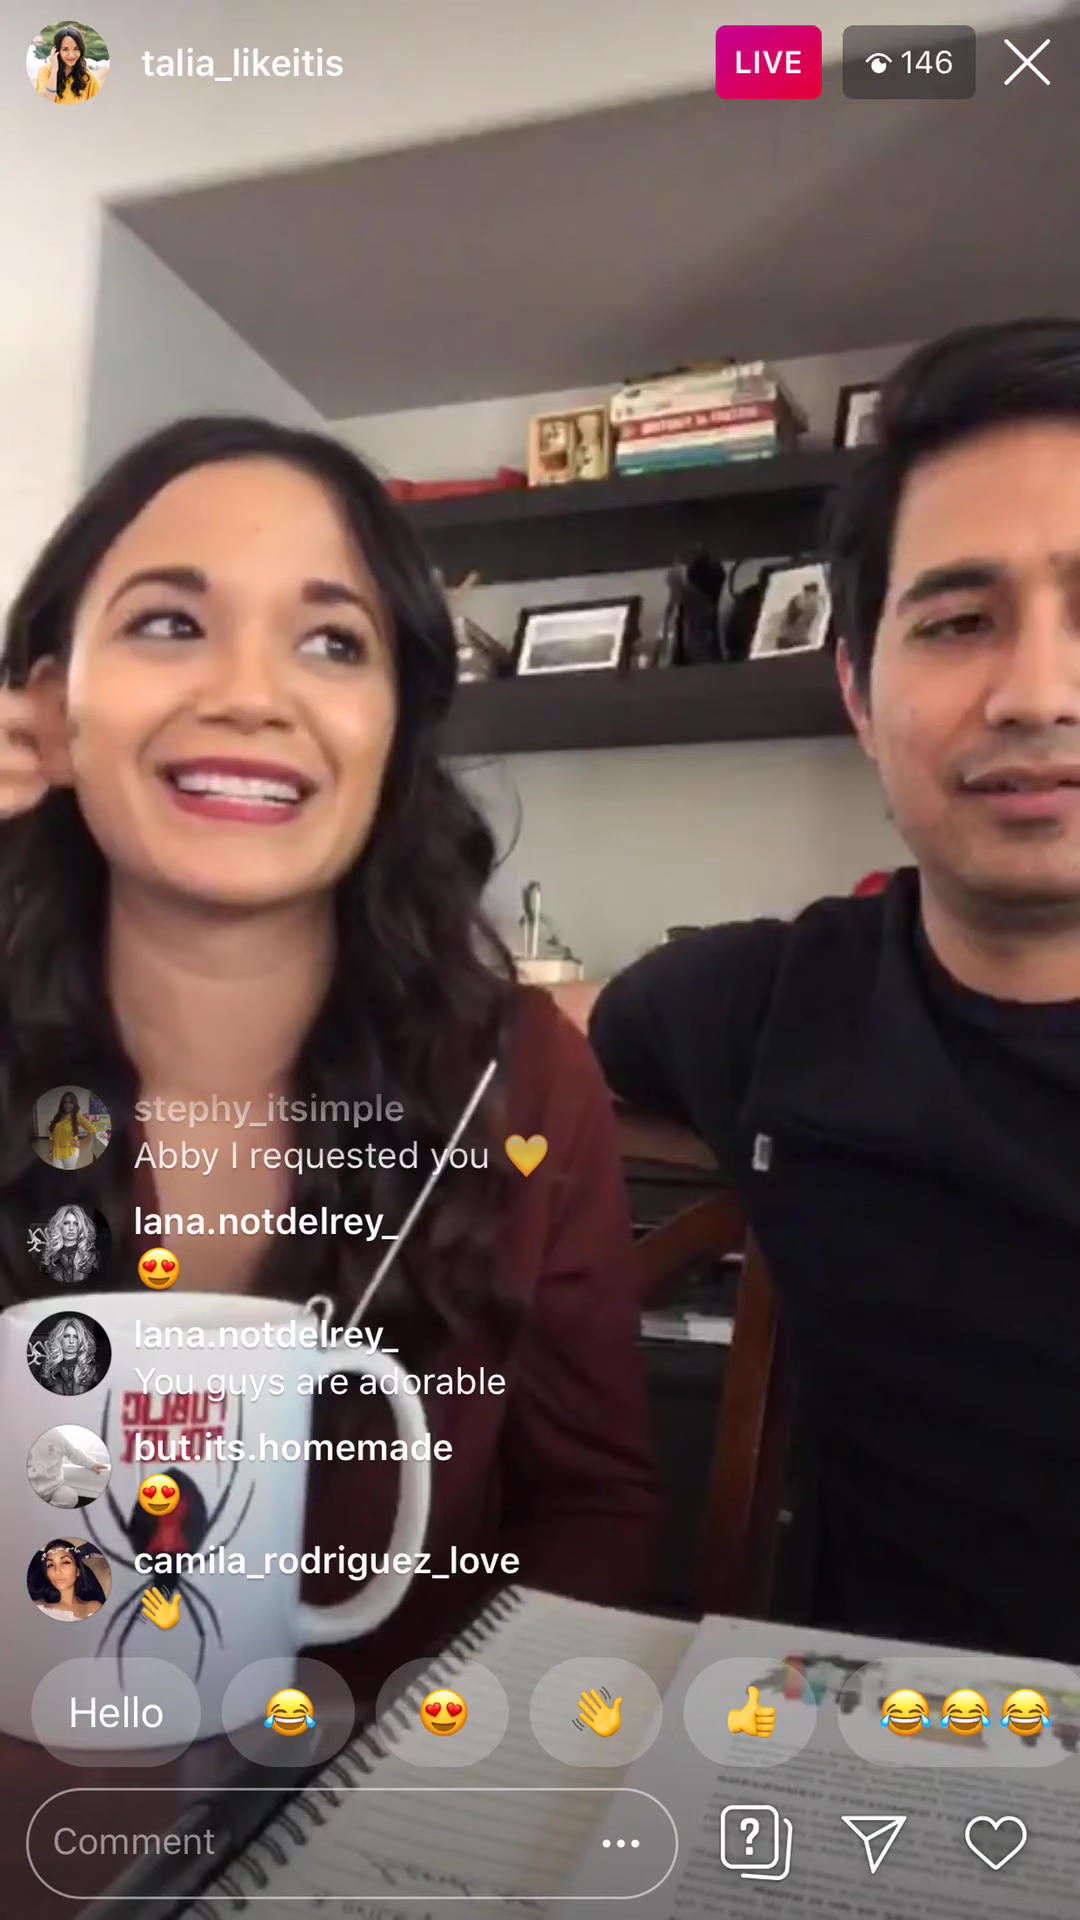 talia_likeitis
LIVE
146
stephy_itsimple
Abby I requested you 💛
lana.notdelrey_
😍
lana.notdelrey_
You guys are adorable
PUBLIC
but.its.homemade
😍
camila_rodriguez_love
👋
Hello
😂
😍
👋
👍
😂😂😂
Comment